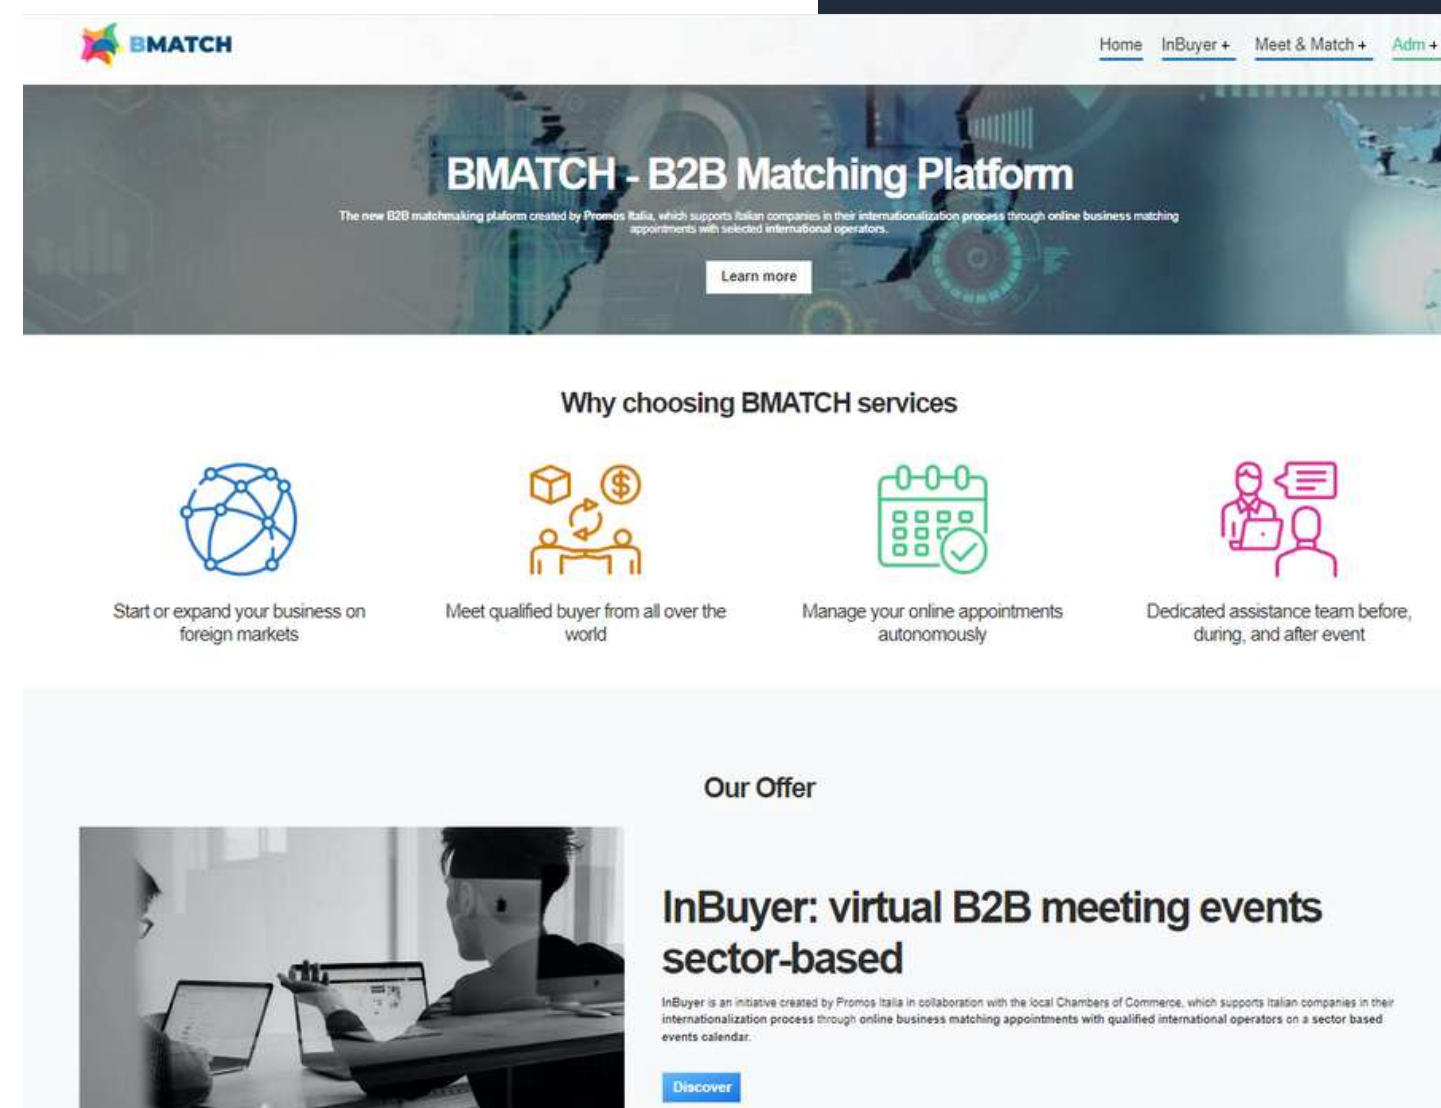 BMATCH
Home InBuyer + Meet & Match + Adm +
BMATCH - B2B Matching Platform
The new B2B matchmaking plaform created by Promos Italia, which supports Italian companies in their internationalization process through online business matching
appointments with selected international operators.
Learn more
Why choosing BMATCH services
Start or expand your business on
foreign markets
Meet qualified buyer from all over the
world
Manage your online appointments
autonomously
Dedicated assistance team before,
during, and after event
Our Offer
InBuyer: virtual B2B meeting events
sector-based
InBuyer is an initiative created by Promos Italia in collaboration with the local Chambers of Commerce, which supports Italian companies in their
internationalization process through online business matching appointments with qualified international operators on a sector based
events calendar.
Discover